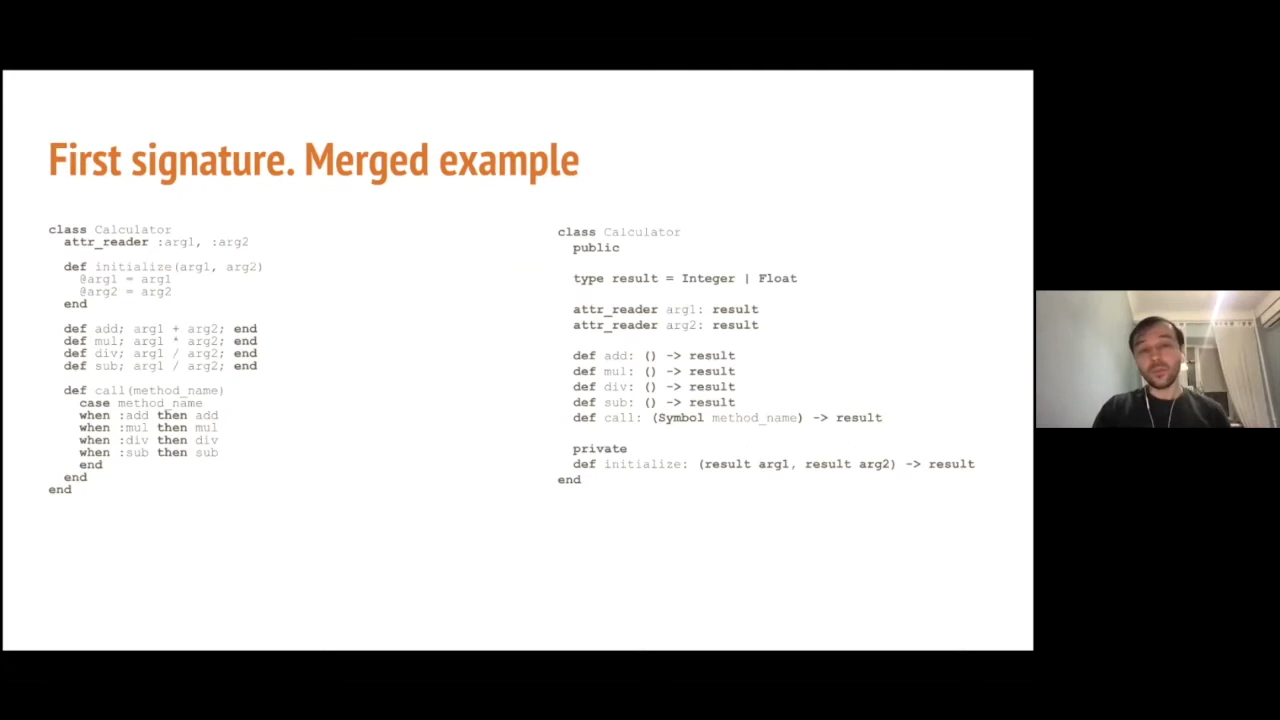 First signature. Merged example
class Calculator
attr_reader :arg1, :arg2
def initialize(arg1, arg2)
@arg1 = arg1
@arg2 = arg2
end
def add; arg1 + arg2; end
def mul; arg1 * arg2; end
def div; arg1 / arg2; end
def sub; arg1 / arg2; end
def call(method_name)
case method_name
when :add then add
when :mul then mul
when :div then div
when :sub then sub
end
end
end
class Calculator
public
type result = Integer | Float
attr_reader arg1: result
attr_reader arg2: result
def add: () -> result
def mul: () -> result
def div: () -> result
def sub: () -> result
def call: (Symbol method_name) -> result
private
def initialize: (result arg1, result arg2) -> result
end